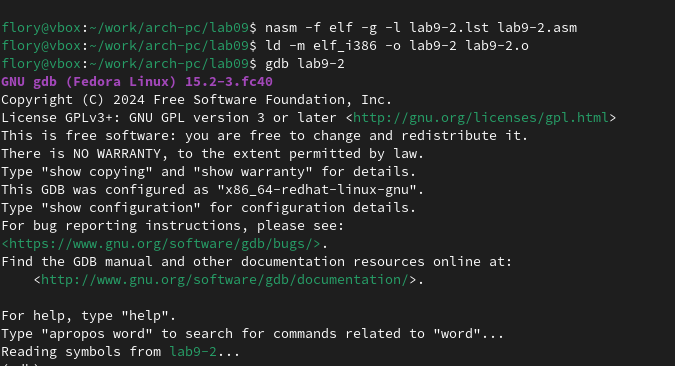 flory@vbox:~/work/arch-pc/lab09$ nasm -f elf -g -l lab9-2.lst lab9-2.asm
flory@vbox:~/work/arch-pc/lab09$ ld -m elf_i386 -o lab9-2 lab9-2.o
flory@vbox:~/work/arch-pc/lab09$ gdb lab9-2
GNU gdb (Fedora Linux) 15.2-3.fc40
Copyright (C) 2024 Free Software Foundation, Inc.
License GPLv3+: GNU GPL version 3 or later <http://gnu.org/licenses/gpl.html>
This is free software: you are free to change and redistribute it.
There is NO WARRANTY, to the extent permitted by law.
Type "show copying" and "show warranty" for details.
This GDB was configured as "x86_64-redhat-linux-gnu".
Type "show configuration" for configuration details.
For bug reporting instructions, please see:
<https://www.gnu.org/software/gdb/bugs/>.
Find the GDB manual and other documentation resources online at:
    <http://www.gnu.org/software/gdb/documentation/>.

For help, type "help".
Type "apropos word" to search for commands related to "word"...
Reading symbols from lab9-2...